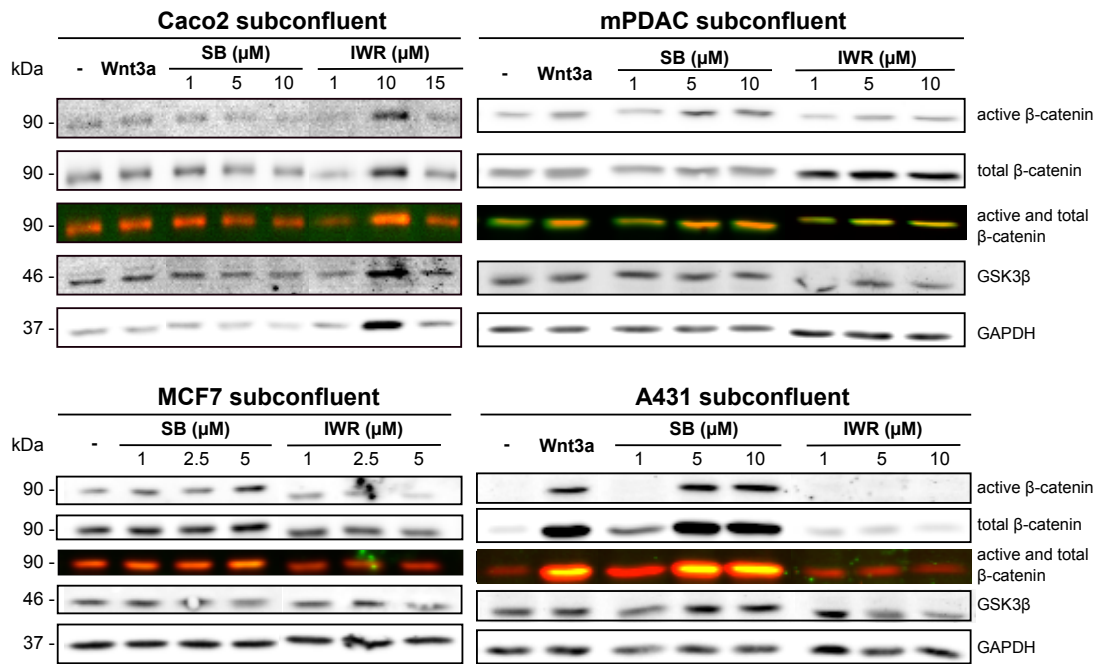 Caco2 subconfluent
SB (µM) IWR (µM)
kDa - Wnt3a 1 5 10 1 10 15
90 -
90 -
90 -
46 -
37 -
mPDAC subconfluent
SB (µM) IWR (µM)
- Wnt3a 1 5 10 1 5 10
active β-catenin
total β-catenin
active and total
β-catenin
GSK3β
GAPDH
MCF7 subconfluent
SB (µM) IWR (µM)
kDa - 1 2.5 5 1 2.5 5
90 -
90 -
90 -
46 -
37 -
A431 subconfluent
SB (µM) IWR (µM)
- Wnt3a 1 5 10 1 5 10
active β-catenin
total β-catenin
active and total
β-catenin
GSK3β
GAPDH